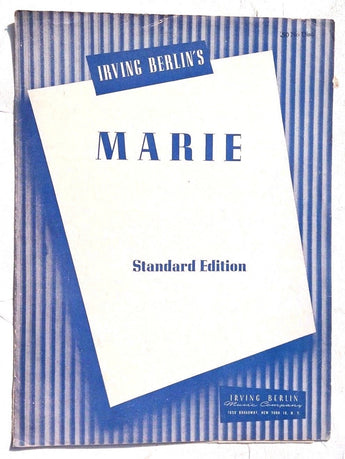 IRVING BERLIN'S
MARIE
Standard Edition
IRVING BERLIN
Music Company
1650 BROADWAY, NEW YORK 19, N. Y.